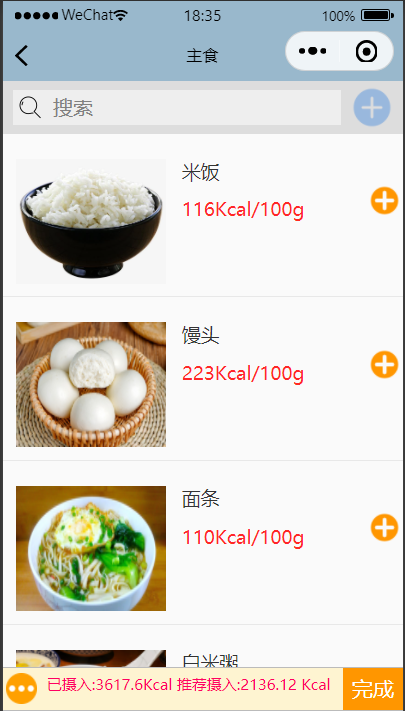 WeChat 18:35 100%
主食
搜索
米饭
116Kcal/100g
馒头
223Kcal/100g
面条
110Kcal/100g
白米粥
已摄入:3617.6Kcal 推荐摄入:2136.12 Kcal
完成